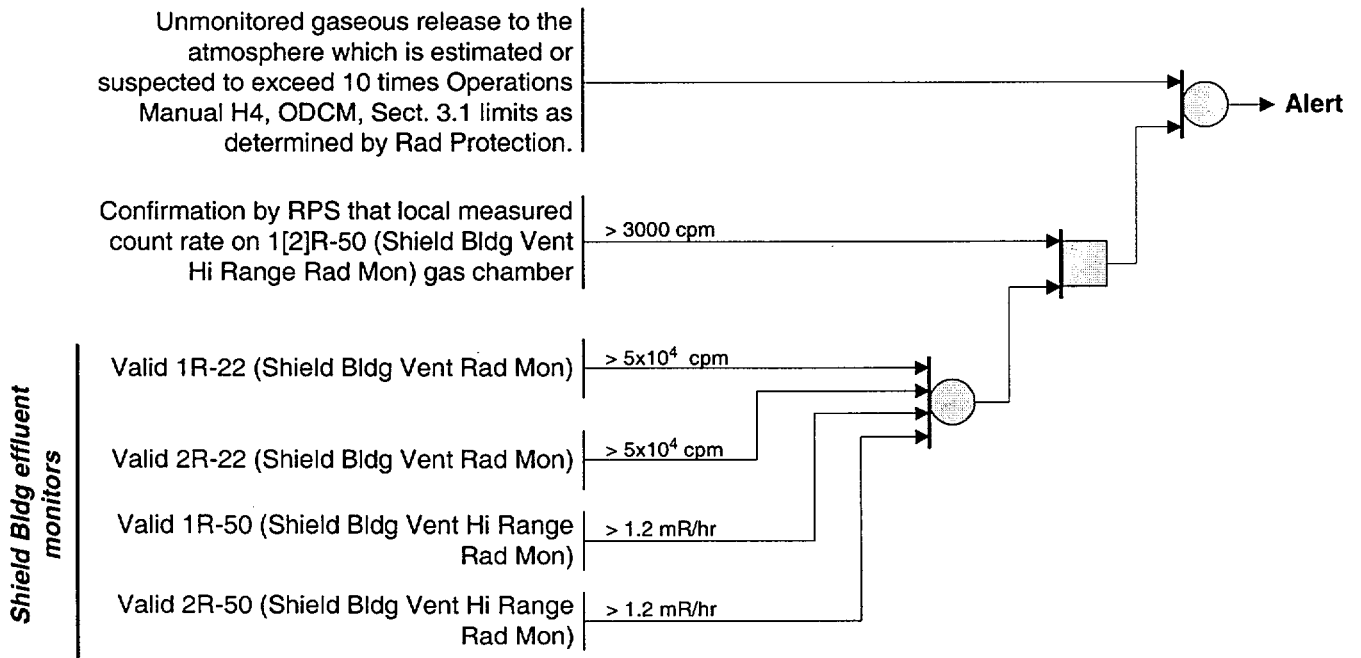 Unmonitored gaseous release to the
atmosphere which is estimated or
suspected to exceed 10 times Operations
Manual H4, ODCM, Sect. 3.1 limits as
determined by Rad Protection.
Alert
Confirmation by RPS that local measured
count rate on 1[2]R-50 (Shield Bldg Vent
Hi Range Rad Mon) gas chamber
> 3000 cpm
Shield Bldg effluent
monitors
Valid 1R-22 (Shield Bldg Vent Rad Mon)
> 5x10⁴ cpm
Valid 2R-22 (Shield Bldg Vent Rad Mon)
> 5x10⁴ cpm
Valid 1R-50 (Shield Bldg Vent Hi Range
Rad Mon)
> 1.2 mR/hr
Valid 2R-50 (Shield Bldg Vent Hi Range
Rad Mon)
> 1.2 mR/hr